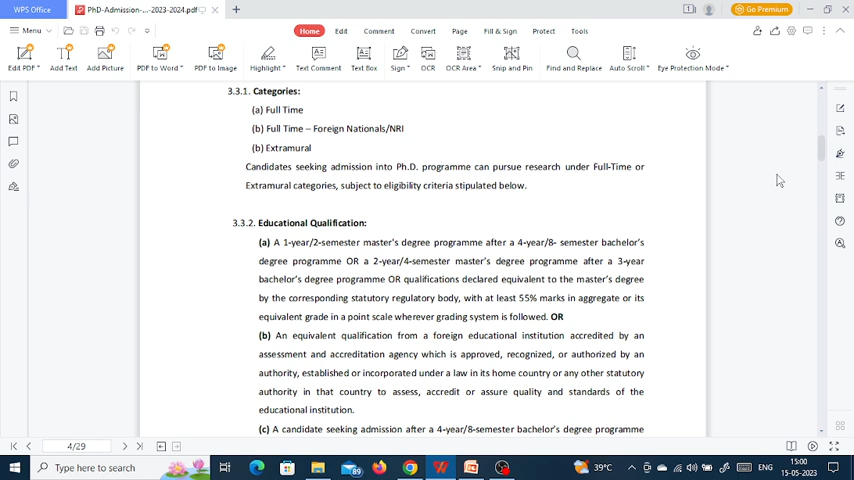 WPS Office
PhD-Admission-...-2023-2024.pdf
Go Premium
Menu
Home Edit Comment Convert Page Fill & Sign Protect Tools
Edit PDF Add Text Add Picture PDF to Word PDF to Image Highlight Text Comment Text Box Sign OCR OCR Area Snip and Pin Find and Replace Auto Scroll Eye Protection Mode
3.3.1. Categories:
(a) Full Time
(b) Full Time – Foreign Nationals/NRI
(b) Extramural
Candidates seeking admission into Ph.D. programme can pursue research under Full-Time or
Extramural categories, subject to eligibility criteria stipulated below.
3.3.2. Educational Qualification:
(a) A 1-year/2-semester master's degree programme after a 4-year/8- semester bachelor's
degree programme OR a 2-year/4-semester master's degree programme after a 3-year
bachelor's degree programme OR qualifications declared equivalent to the master's degree
by the corresponding statutory regulatory body, with at least 55% marks in aggregate or its
equivalent grade in a point scale wherever grading system is followed. OR
(b) An equivalent qualification from a foreign educational institution accredited by an
assessment and accreditation agency which is approved, recognized, or authorized by an
authority, established or incorporated under a law in its home country or any other statutory
authority in that country to assess, accredit or assure quality and standards of the
educational institution.
(c) A candidate seeking admission after a 4-year/8-semester bachelor's degree programme
4/29
Type here to search
89
39°C
ENG
15:00
15-05-2023